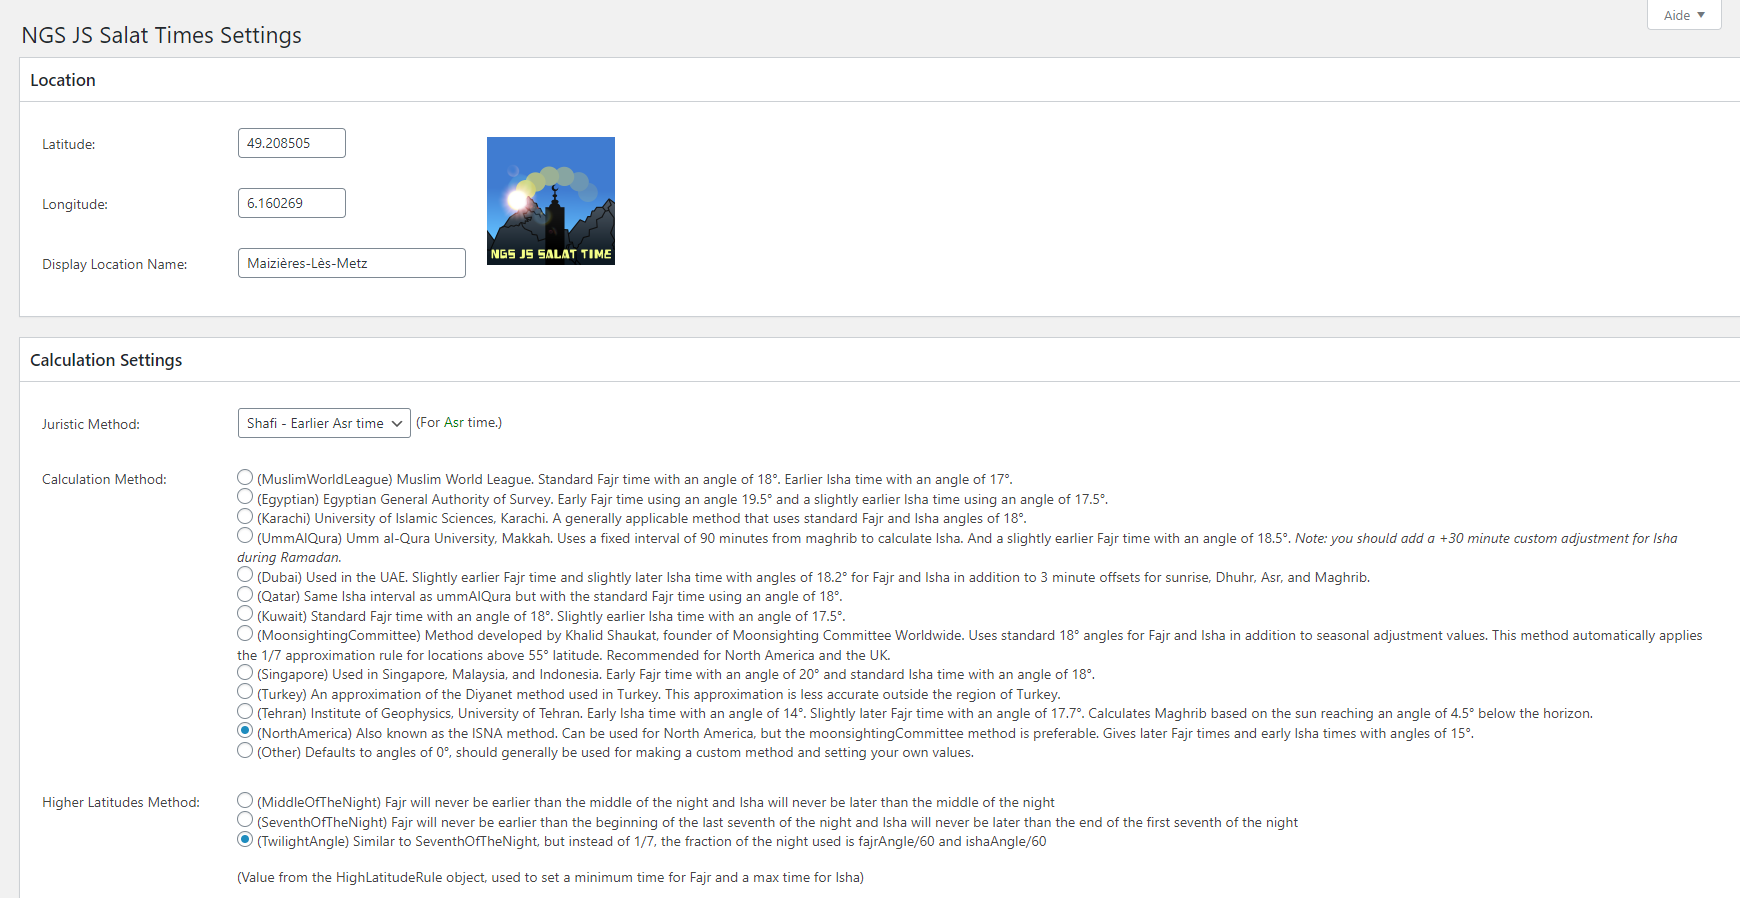 Aide ▼
NGS JS Salat Times Settings
Location
Latitude: 49.208505
Longitude: 6.160269
Display Location Name: Maizières-Lès-Metz
NGS JS SALAT TIME
Calculation Settings
Juristic Method: Shafi - Earlier Asr time (For Asr time.)
Calculation Method: (MuslimWorldLeague) Muslim World League. Standard Fajr time with an angle of 18°. Earlier Isha time with an angle of 17°.
(Egyptian) Egyptian General Authority of Survey. Early Fajr time using an angle 19.5° and a slightly earlier Isha time using an angle of 17.5°.
(Karachi) University of Islamic Sciences, Karachi. A generally applicable method that uses standard Fajr and Isha angles of 18°.
(UmmAlQura) Umm al-Qura University, Makkah. Uses a fixed interval of 90 minutes from maghrib to calculate Isha. And a slightly earlier Fajr time with an angle of 18.5°. Note: you should add a +30 minute custom adjustment for Isha
during Ramadan.
(Dubai) Used in the UAE. Slightly earlier Fajr time and slightly later Isha time with angles of 18.2° for Fajr and Isha in addition to 3 minute offsets for sunrise, Dhuhr, Asr, and Maghrib.
(Qatar) Same Isha interval as ummAlQura but with the standard Fajr time using an angle of 18°.
(Kuwait) Standard Fajr time with an angle of 18°. Slightly earlier Isha time with an angle of 17.5°.
(MoonsightingCommittee) Method developed by Khalid Shaukat, founder of Moonsighting Committee Worldwide. Uses standard 18° angles for Fajr and Isha in addition to seasonal adjustment values. This method automatically applies
the 1/7 approximation rule for locations above 55° latitude. Recommended for North America and the UK.
(Singapore) Used in Singapore, Malaysia, and Indonesia. Early Fajr time with an angle of 20° and standard Isha time with an angle of 18°.
(Turkey) An approximation of the Diyanet method used in Turkey. This approximation is less accurate outside the region of Turkey.
(Tehran) Institute of Geophysics, University of Tehran. Early Isha time with an angle of 14°. Slightly later Fajr time with an angle of 17.7°. Calculates Maghrib based on the sun reaching an angle of 4.5° below the horizon.
(NorthAmerica) Also known as the ISNA method. Can be used for North America, but the moonsightingCommittee method is preferable. Gives later Fajr times and early Isha times with angles of 15°.
(Other) Defaults to angles of 0°, should generally be used for making a custom method and setting your own values.
Higher Latitudes Method: (MiddleOfTheNight) Fajr will never be earlier than the middle of the night and Isha will never be later than the middle of the night
(SeventhOfTheNight) Fajr will never be earlier than the beginning of the last seventh of the night and Isha will never be later than the end of the first seventh of the night
(TwilightAngle) Similar to SeventhOfTheNight, but instead of 1/7, the fraction of the night used is fajrAngle/60 and ishaAngle/60
(Value from the HighLatitudeRule object, used to set a minimum time for Fajr and a max time for Isha)